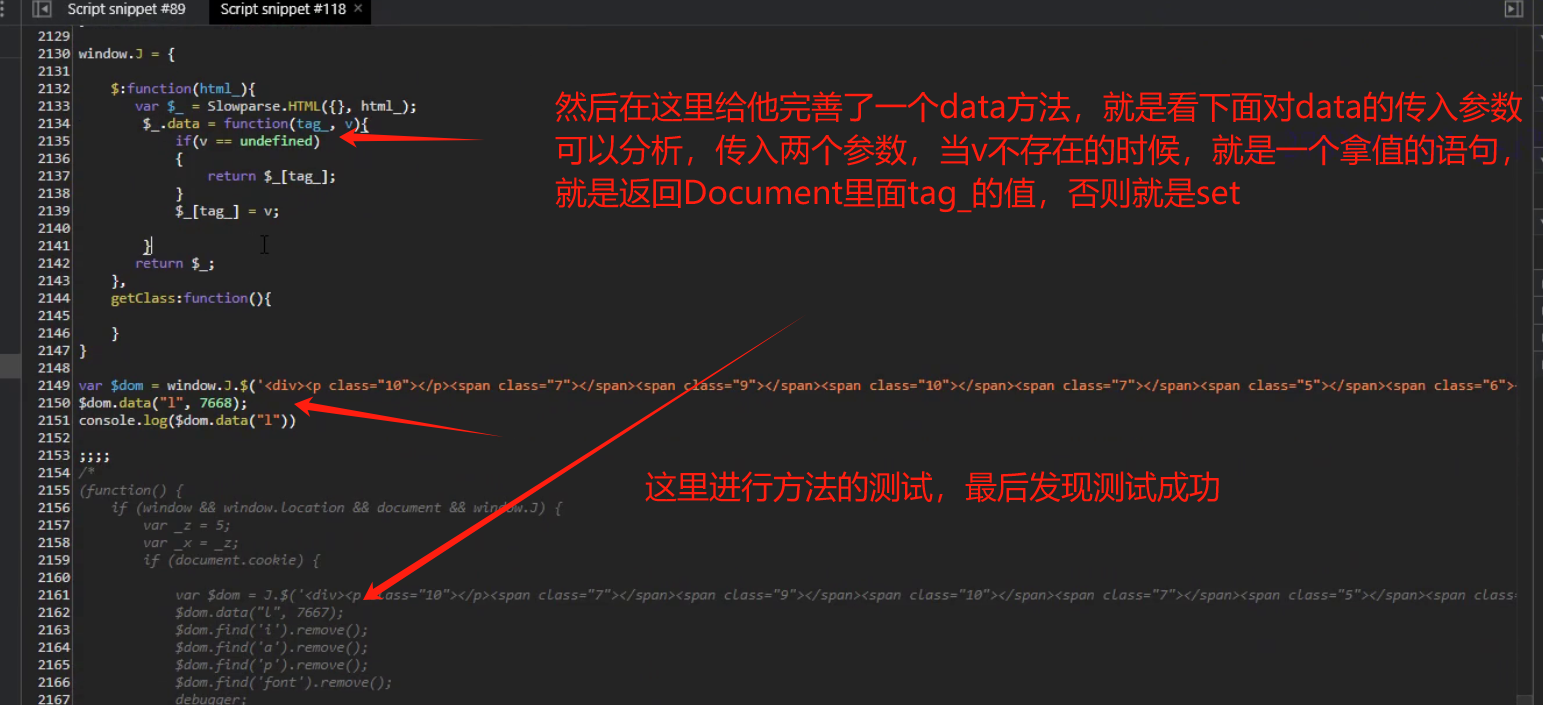 Script snippet #89
Script snippet #118 ×
2129
2130 window.J = {
2131
2132 $:function(html_){
2133 var $_ = Slowparse.HTML({}, html_);
2134 $_.data = function(tag_, v){
2135 if(v == undefined)
2136 {
2137 return $_[tag_];
2138 }
2139 $_[tag_] = v;
2140
2141 }
2142 return $_;
2143 },
2144 getClass:function(){
2145
2146 }
2147 }
2148
2149 var $dom = window.J.$('<div><p class="10"></p><span class="7"></span><span class="9"></span><span class="10"></span><span class="7"></span><span class="5"></span><span class="6">
2150 $dom.data("l", 7668);
2151 console.log($dom.data("l"))
2152
2153 ;;;;
2154 /*
2155 (function() {
2156 if (window && window.location && document && window.J) {
2157 var _z = 5;
2158 var _x = _z;
2159 if (document.cookie) {
2160
2161 var $dom = J.$('<div><p class="10"></p><span class="7"></span><span class="9"></span><span class="10"></span><span class="7"></span><span class="5"></span><span class=
2162 $dom.data("l", 7667);
2163 $dom.find('i').remove();
2164 $dom.find('a').remove();
2165 $dom.find('p').remove();
2166 $dom.find('font').remove();
2167 debugger;
然后在这里给他完善了一个data方法，就是看下面对data的传入参数
可以分析，传入两个参数，当v不存在的时候，就是一个拿值的语句，
就是返回Document里面tag_的值，否则就是set
这里进行方法的测试，最后发现测试成功